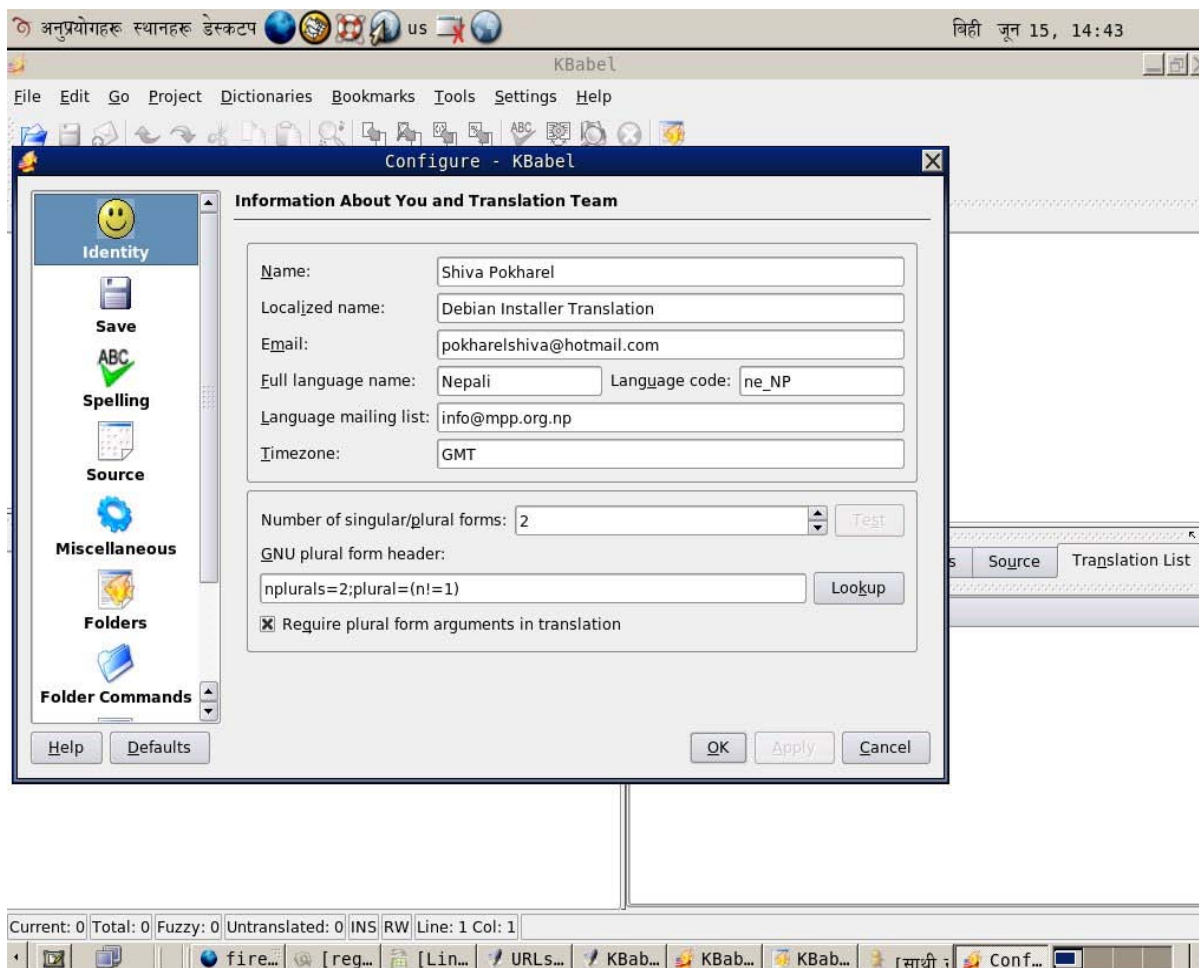 अनुप्रयोगहरू स्थानहरू डेस्कटप us बिही जून 15, 14:43
KBabel
File Edit Go Project Dictionaries Bookmarks Tools Settings Help
ABC
Configure - KBabel
Identity
Save
ABC
Spelling
Source
Miscellaneous
Folders
Folder Commands
Information About You and Translation Team
Name: Shiva Pokharel
Localized name: Debian Installer Translation
Email: pokharelshiva@hotmail.com
Full language name: Nepali Language code: ne_NP
Language mailing list: info@mpp.org.np
Timezone: GMT
Number of singular/plural forms: 2 Test
GNU plural form header:
nplurals=2;plural=(n!=1) Lookup
Require plural form arguments in translation
Help Defaults OK Apply Cancel
s Source Translation List
Current: 0 Total: 0 Fuzzy: 0 Untranslated: 0 INS RW Line: 1 Col: 1
fire... [reg... [Lin... URLs... KBab... KBab... KBab... [साथी Conf...